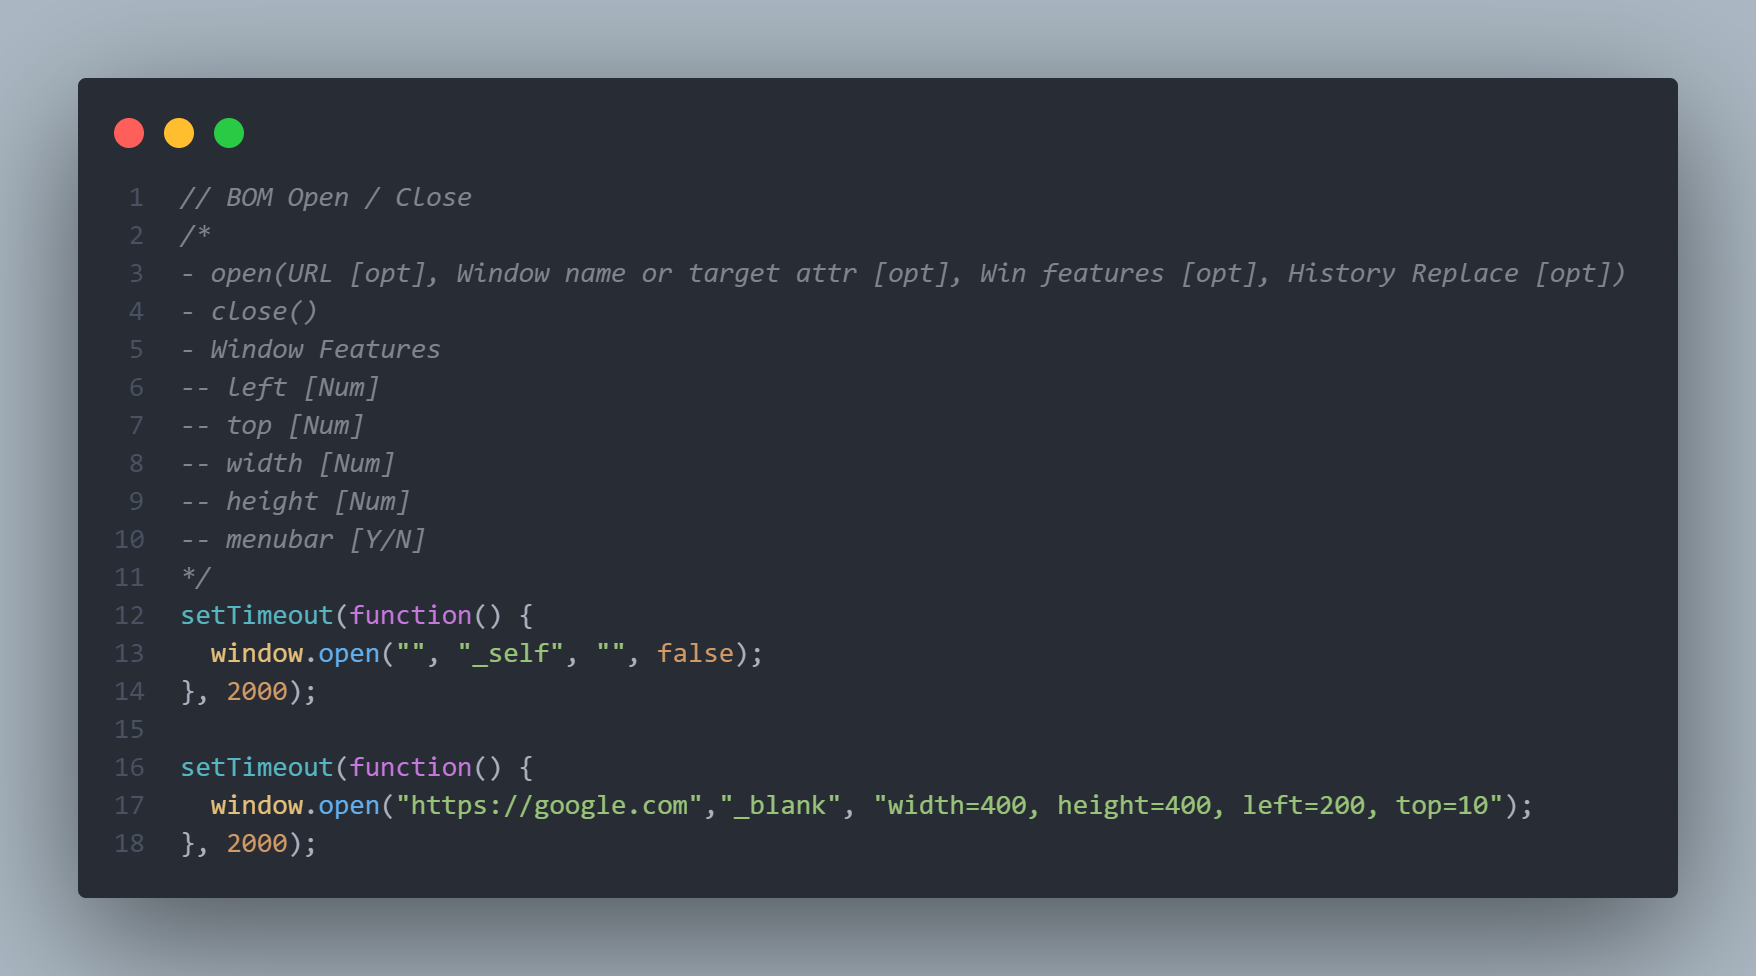 1 // BOM Open / Close
2 /*
3 - open(URL [opt], Window name or target attr [opt], Win features [opt], History Replace [opt])
4 - close()
5 - Window Features
6 -- left [Num]
7 -- top [Num]
8 -- width [Num]
9 -- height [Num]
10 -- menubar [Y/N]
11 */
12 setTimeout(function() {
13   window.open("", "_self", "", false);
14 }, 2000);
15
16 setTimeout(function() {
17   window.open("https://google.com","_blank", "width=400, height=400, left=200, top=10");
18 }, 2000);